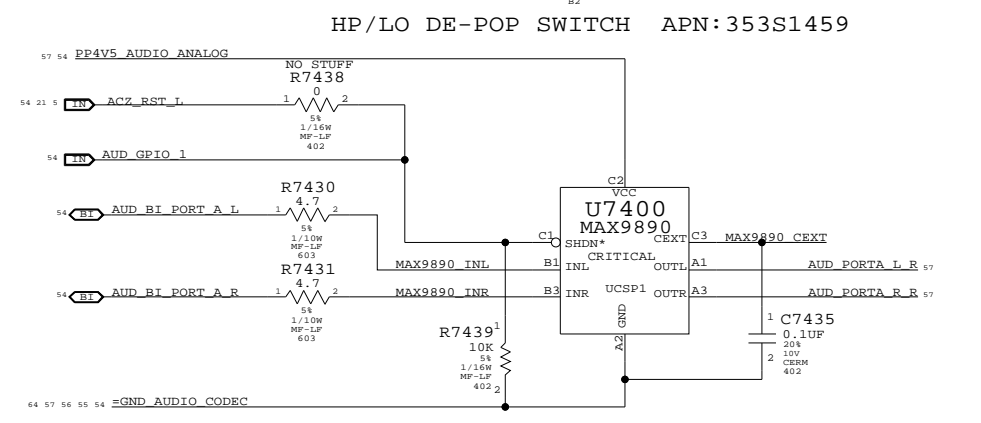 B2
HP/LO DE-POP SWITCH APN:353S1459
57 54 PP4V5_AUDIO_ANALOG
NO STUFF
R7438
0
54 21 5 IN ACZ_RST_L 1 2
5%
1/16W
MF-LF
402
54 IN AUD_GPIO_1
R7430
4.7
54 BI AUD_BI_PORT_A_L 1 2
5%
1/10W
MF-LF
603
R7431
4.7
54 BI AUD_BI_PORT_A_R 1 2
5%
1/10W
MF-LF
603
MAX9890_INL
MAX9890_INR
C2
VCC
U7400
MAX9890
C1 SHDN* CEXT C3 MAX9890_CEXT
CRITICAL
B1 INL OUTL A1 AUD_PORTA_L_R 57
UCSP1
B3 INR OUTR A3 AUD_PORTA_R_R 57
GND
A2
R7439 1
10K
5%
1/16W
MF-LF
402 2
1 C7435
0.1UF
20%
10V
2 CERM
402
64 57 56 55 54 =GND_AUDIO_CODEC